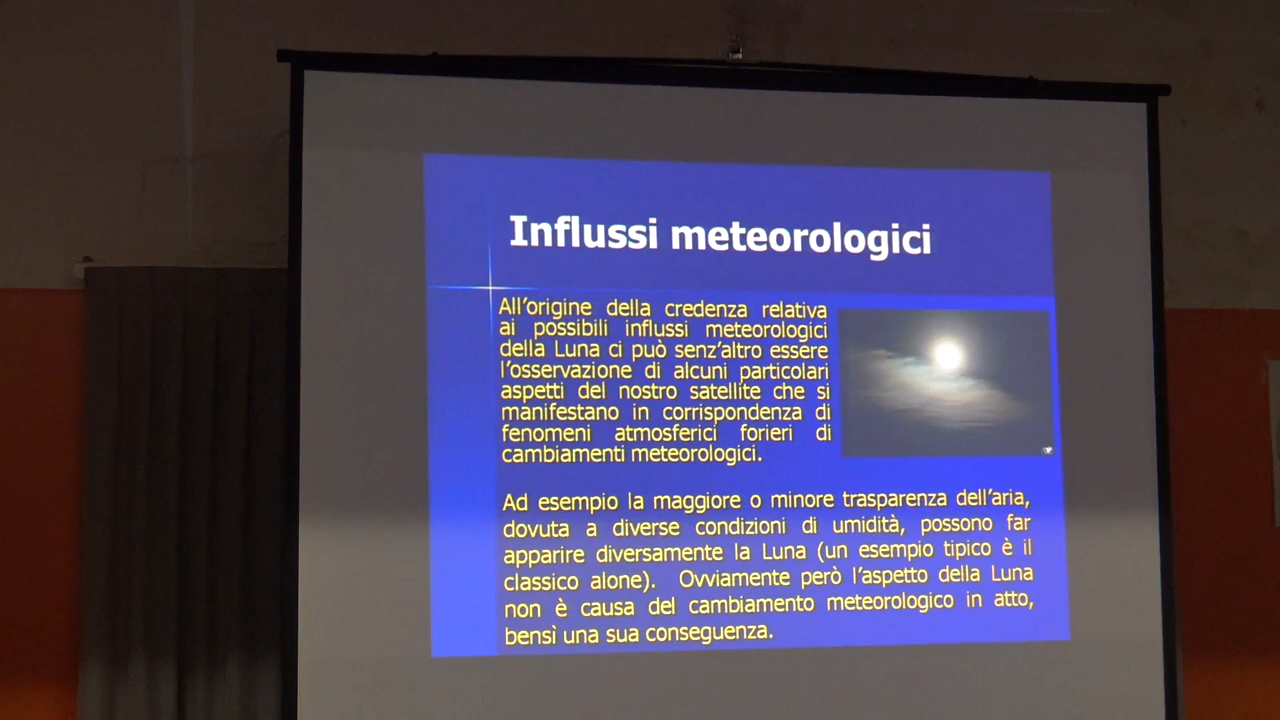 Influssi meteorologici
All'origine della credenza relativa
ai possibili influssi meteorologici
della Luna ci può senz'altro essere
l'osservazione di alcuni particolari
aspetti del nostro satellite che si
manifestano in corrispondenza di
fenomeni atmosferici forieri di
cambiamenti meteorologici.
Ad esempio la maggiore o minore trasparenza dell'aria,
dovuta a diverse condizioni di umidità, possono far
apparire diversamente la Luna (un esempio tipico è il
classico alone). Ovviamente però l'aspetto della Luna
non è causa del cambiamento meteorologico in atto,
bensì una sua conseguenza.